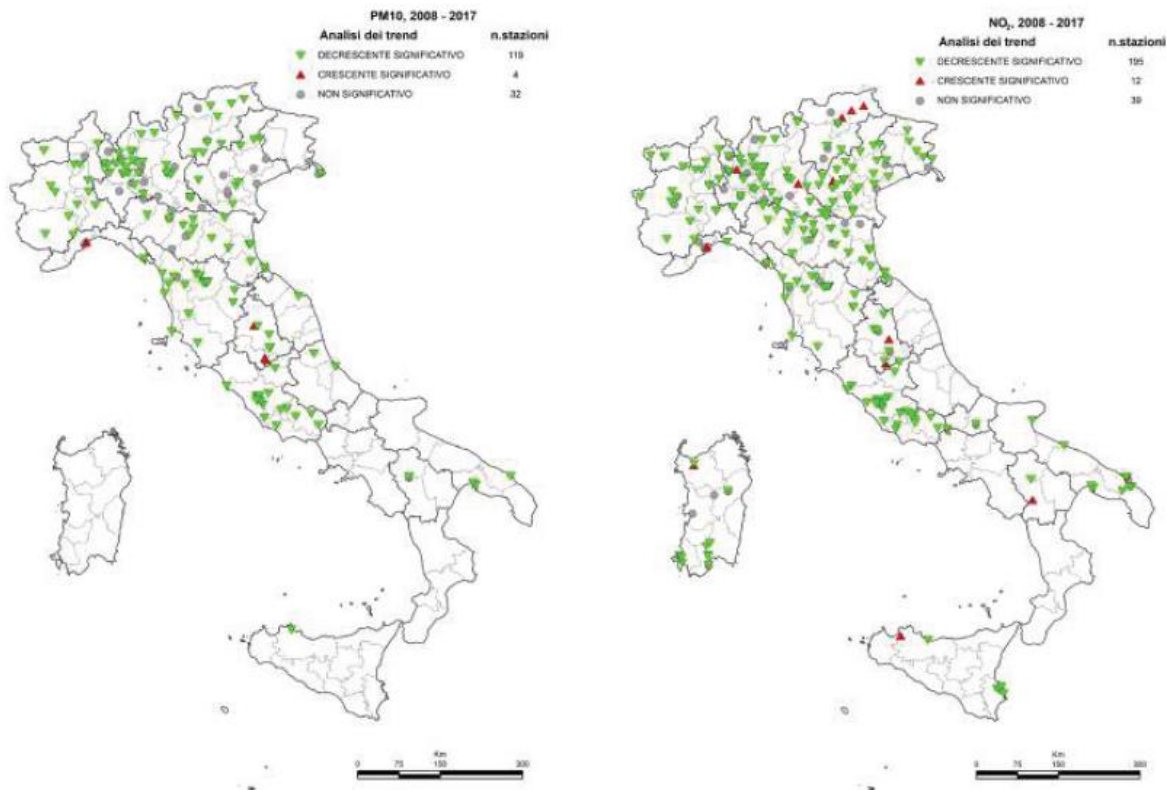 PM10, 2008 - 2017
Analisi dei trend n.stazioni
DECRESCENTE SIGNIFICATIVO 119
CRESCENTE SIGNIFICATIVO 4
NON SIGNIFICATIVO 32
Km
0 75 150 300
NO₂, 2008 - 2017
Analisi dei trend n.stazioni
DECRESCENTE SIGNIFICATIVO 195
CRESCENTE SIGNIFICATIVO 12
NON SIGNIFICATIVO 39
Km
0 75 150 300